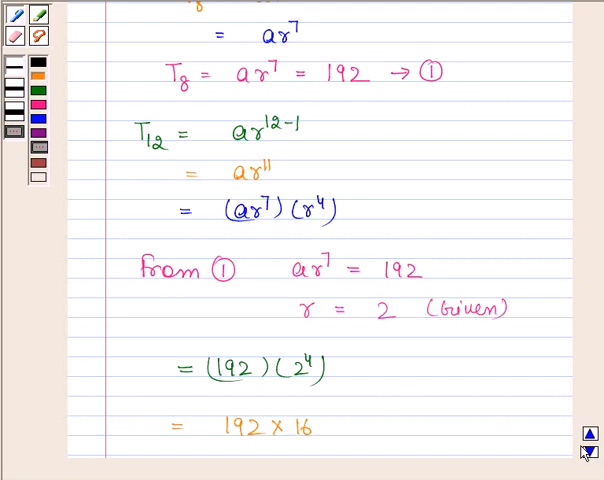 = ar⁷
T₈ = ar⁷ = 192 → ①
T₁₂ = ar¹²⁻¹
= ar¹¹
= (ar⁷) (r⁴)
From ① ar⁷ = 192
r = 2 (Given)
= (192) (2⁴)
= 192 × 16